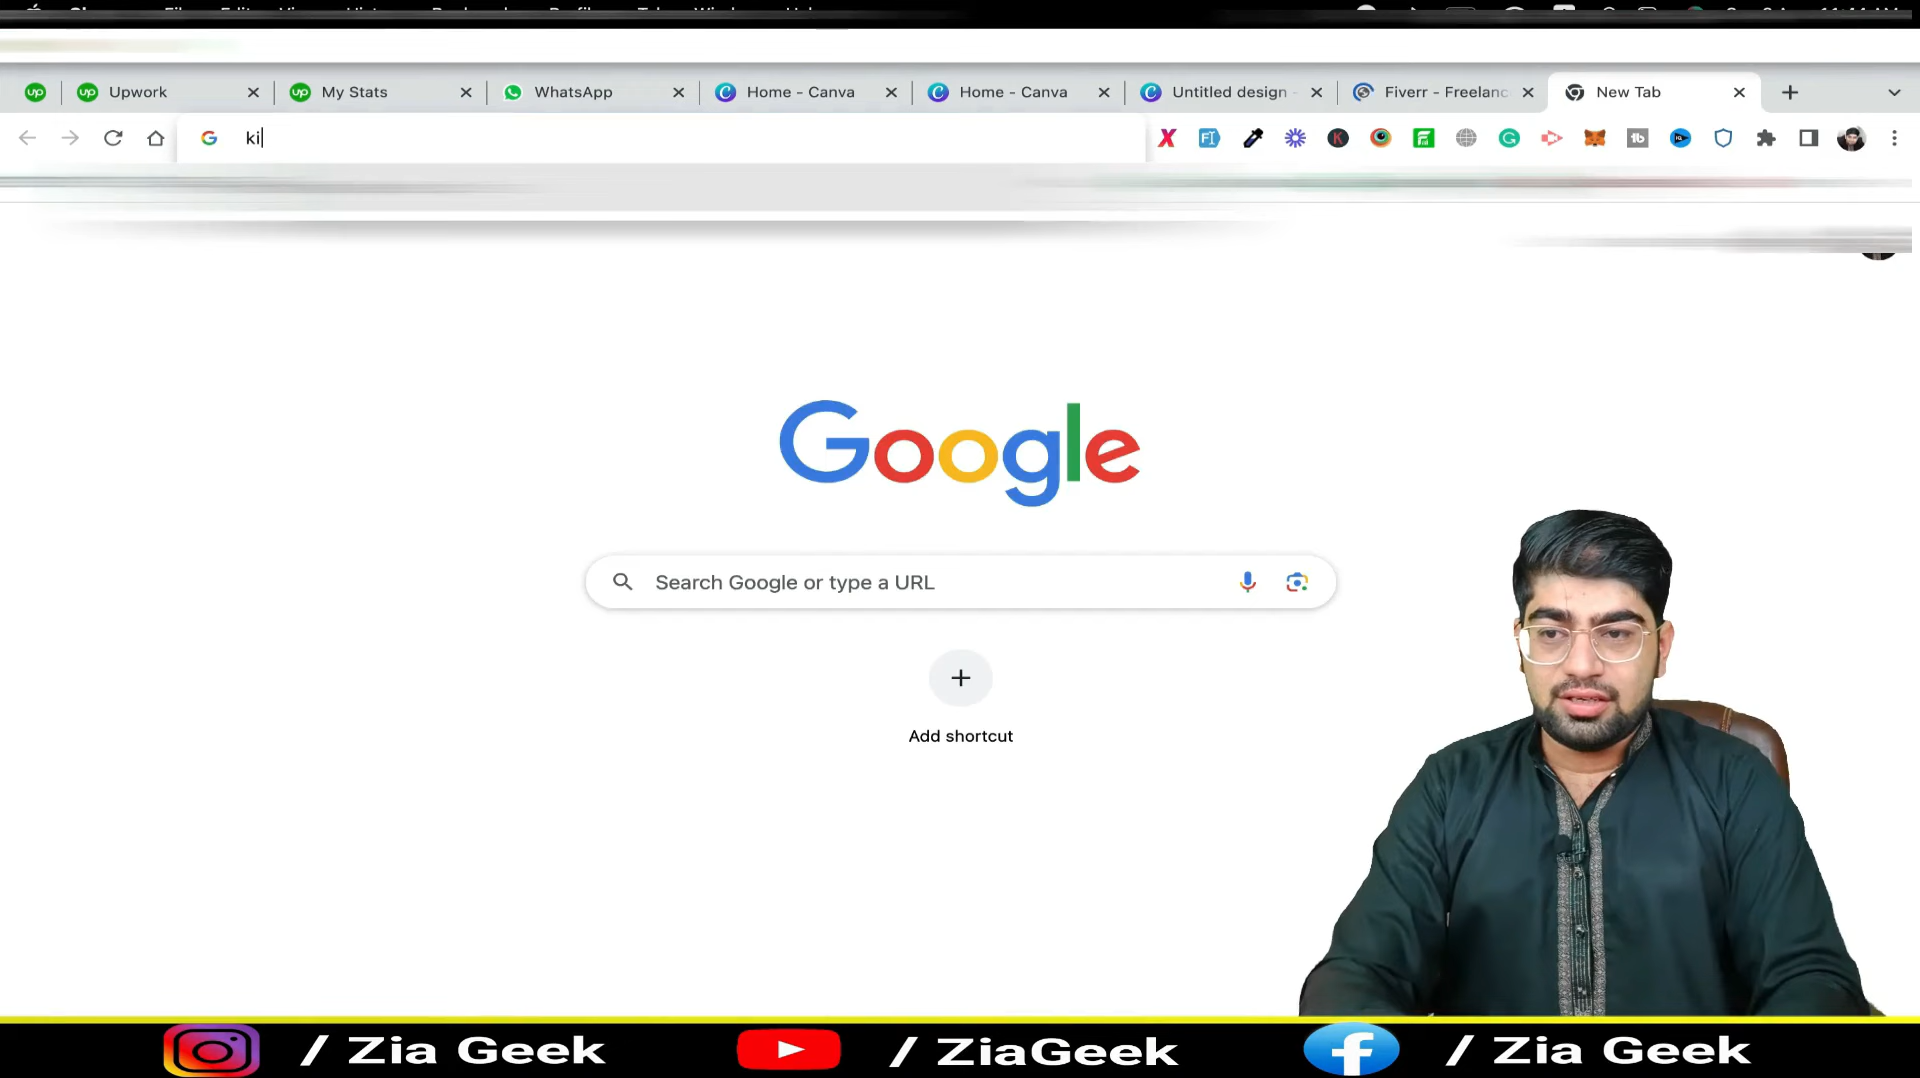 Upwork
My Stats
WhatsApp
Home - Canva
Home - Canva
Untitled design -
Fiverr - Freelanc
New Tab
ki
Google
Search Google or type a URL
Add shortcut
/ Zia Geek
/ ZiaGeek
/ Zia Geek